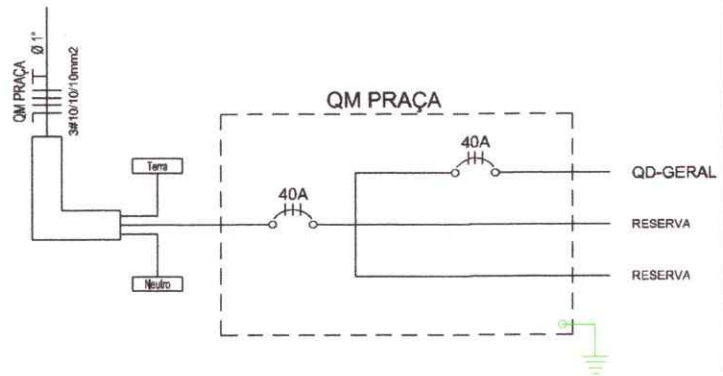 Ø 1"
QM PRAÇA
3#10/10/10mm2
Terra
Neutro
QM PRAÇA
40A
40A
QD-GERAL
RESERVA
RESERVA